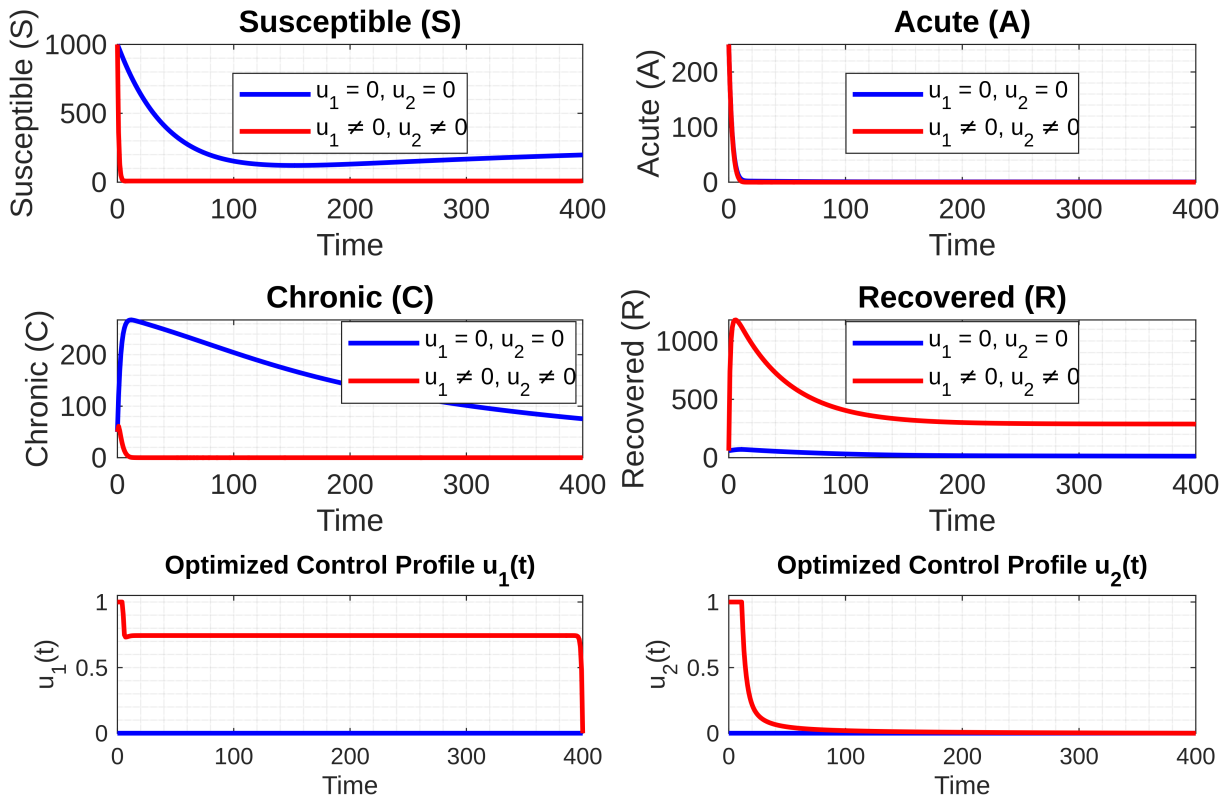 Susceptible (S)
Susceptible (S)
1000
500
0
u1 = 0, u2 = 0
u1 ≠ 0, u2 ≠ 0
0 100 200 300 400
Time
Acute (A)
Acute (A)
200
100
0
u1 = 0, u2 = 0
u1 ≠ 0, u2 ≠ 0
0 100 200 300 400
Time
Chronic (C)
Chronic (C)
200
100
0
u1 = 0, u2 = 0
u1 ≠ 0, u2 ≠ 0
0 100 200 300 400
Time
Recovered (R)
Recovered (R)
1000
500
0
u1 = 0, u2 = 0
u1 ≠ 0, u2 ≠ 0
0 100 200 300 400
Time
Optimized Control Profile u1(t)
u1(t)
1
0.5
0
0 100 200 300 400
Time
Optimized Control Profile u2(t)
u2(t)
1
0.5
0
0 100 200 300 400
Time